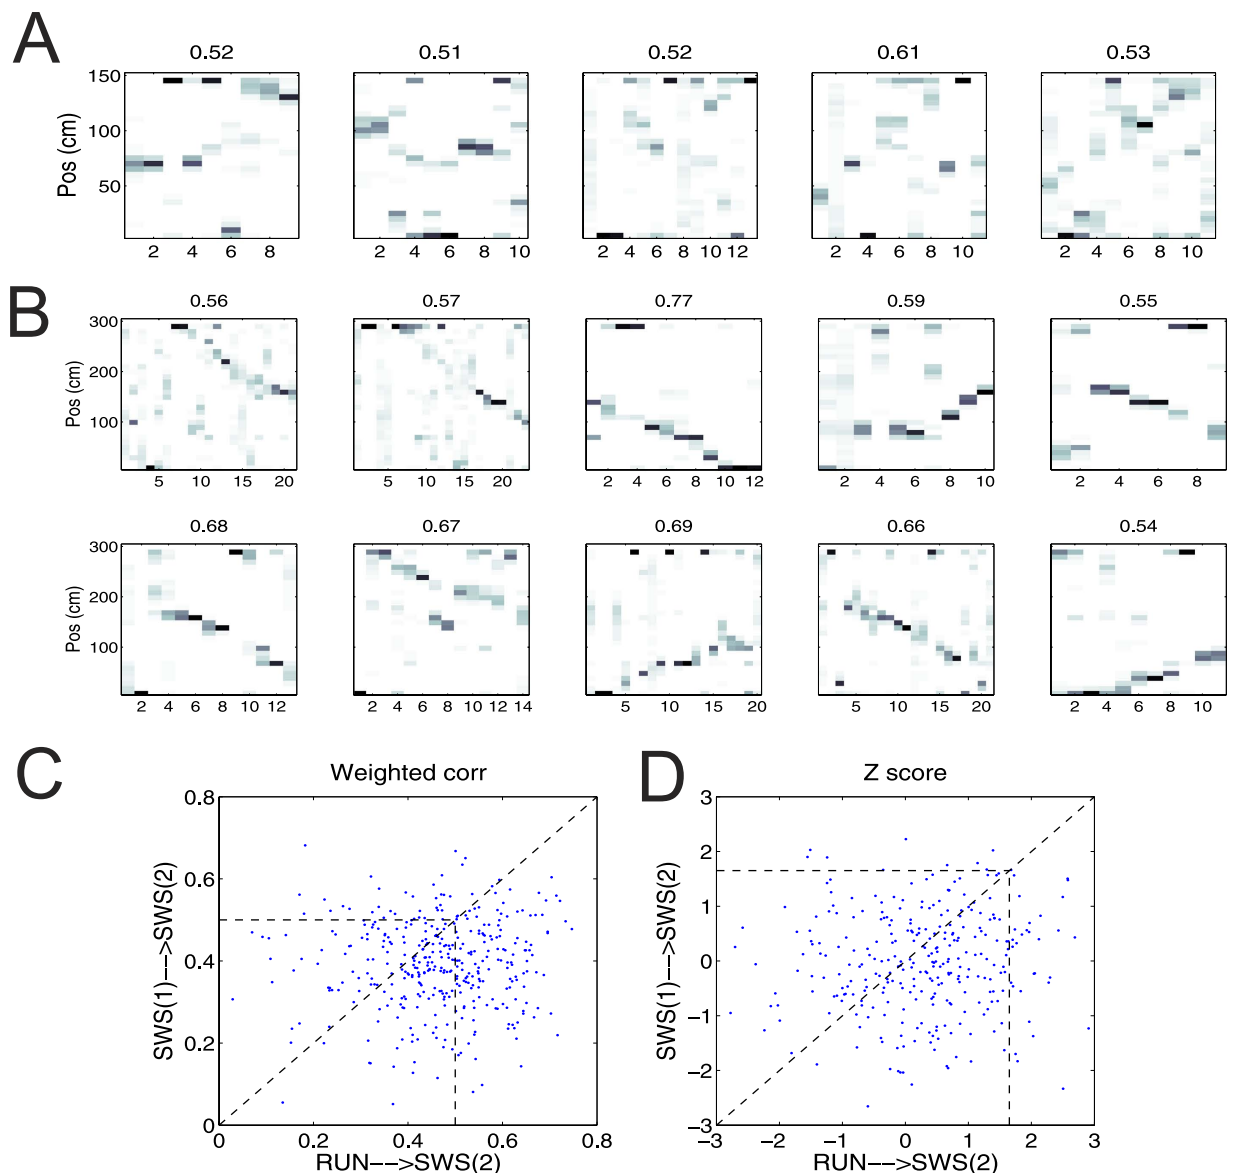 A
0.52 0.51 0.52 0.61 0.53
150
100
50
Pos (cm)
2 4 6 8 2 4 6 8 10 2 4 6 8 10 12 2 4 6 8 10 2 4 6 8 10
B
0.56 0.57 0.77 0.59 0.55
300
200
100
Pos (cm)
5 10 15 20 5 10 15 20 2 4 6 8 10 12 2 4 6 8 10 2 4 6 8
0.68 0.67 0.69 0.66 0.54
300
200
100
Pos (cm)
2 4 6 8 10 12 2 4 6 8 10 12 14 5 10 15 20 5 10 15 20 2 4 6 8 10
C
Weighted corr
0.8
0.6
0.4
0.2
0
SWS(1)-->SWS(2)
0 0.2 0.4 0.6 0.8
RUN-->SWS(2)
D
Z score
3
2
1
0
−1
−2
−3
SWS(1)-->SWS(2)
−3 −2 −1 0 1 2 3
RUN-->SWS(2)